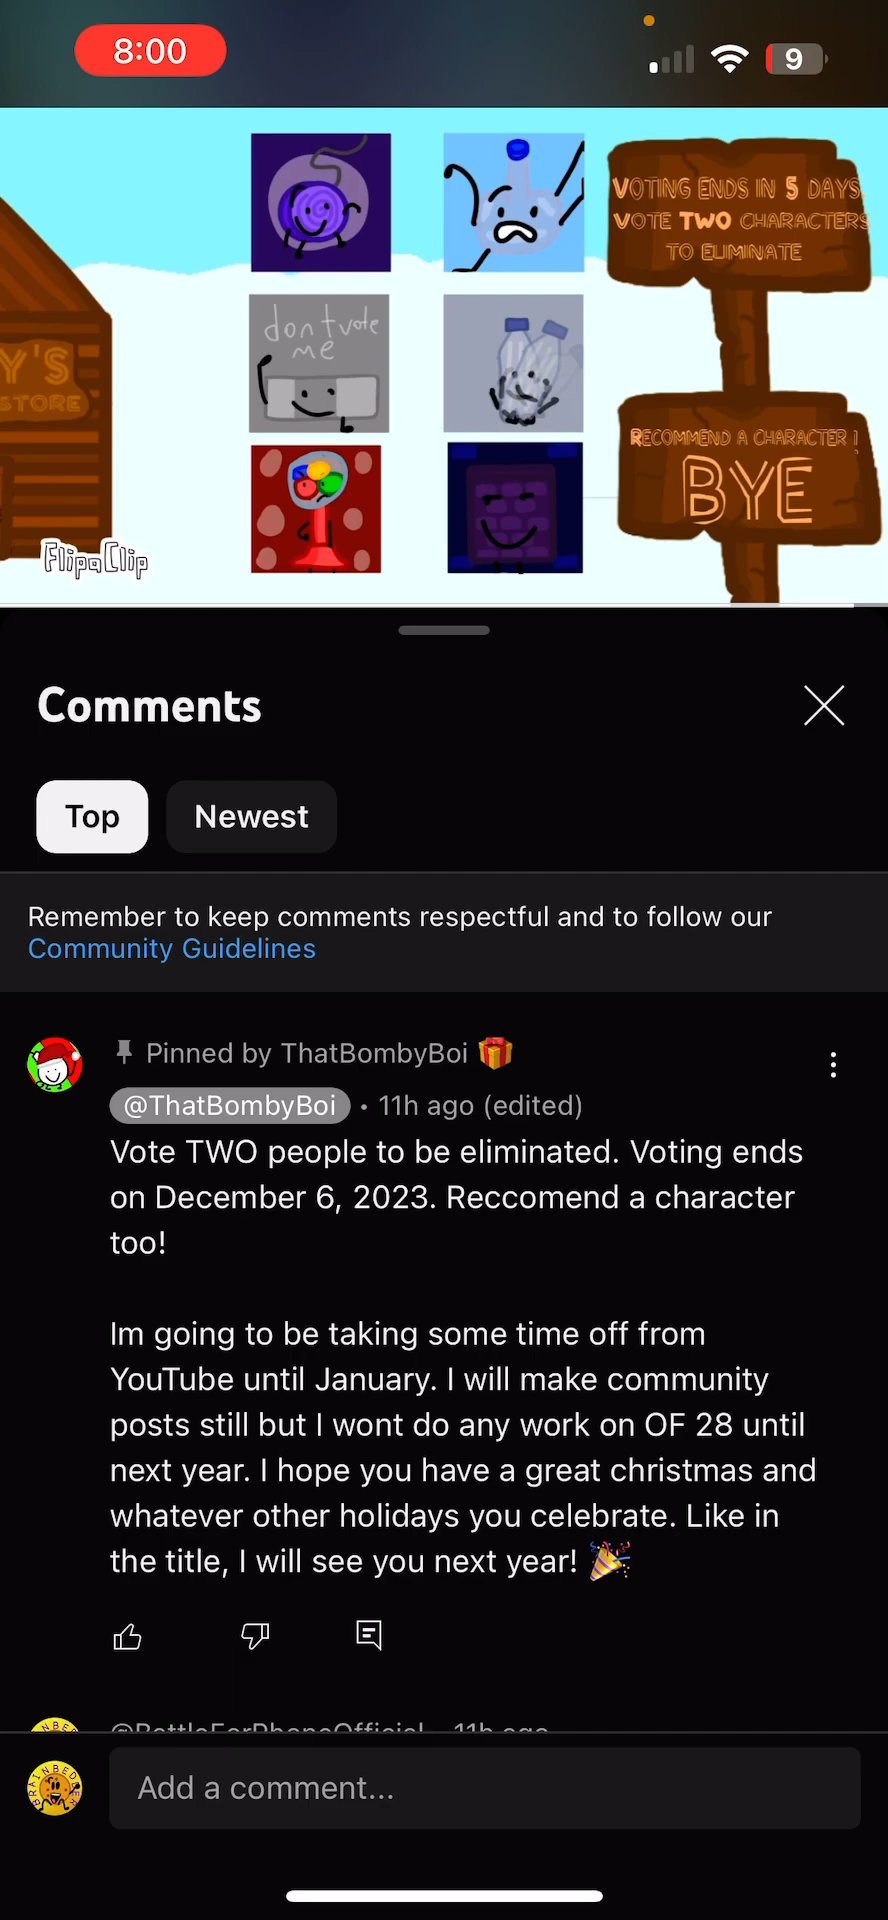 8:00
9
VOTING ENDS IN 5 DAYS
VOTE TWO CHARACTERS
TO ELIMINATE
dont vote
me
Y'S
STORE
RECOMMEND A CHARACTER !
BYE
FlipaClip
Comments
Top
Newest
Remember to keep comments respectful and to follow our
Community Guidelines
Pinned by ThatBombyBoi 🎁
@ThatBombyBoi • 11h ago (edited)
Vote TWO people to be eliminated. Voting ends
on December 6, 2023. Reccomend a character
too!
Im going to be taking some time off from
YouTube until January. I will make community
posts still but I wont do any work on OF 28 until
next year. I hope you have a great christmas and
whatever other holidays you celebrate. Like in
the title, I will see you next year! 🎉
@BattleForPhoneOfficial 11h ago
Add a comment...